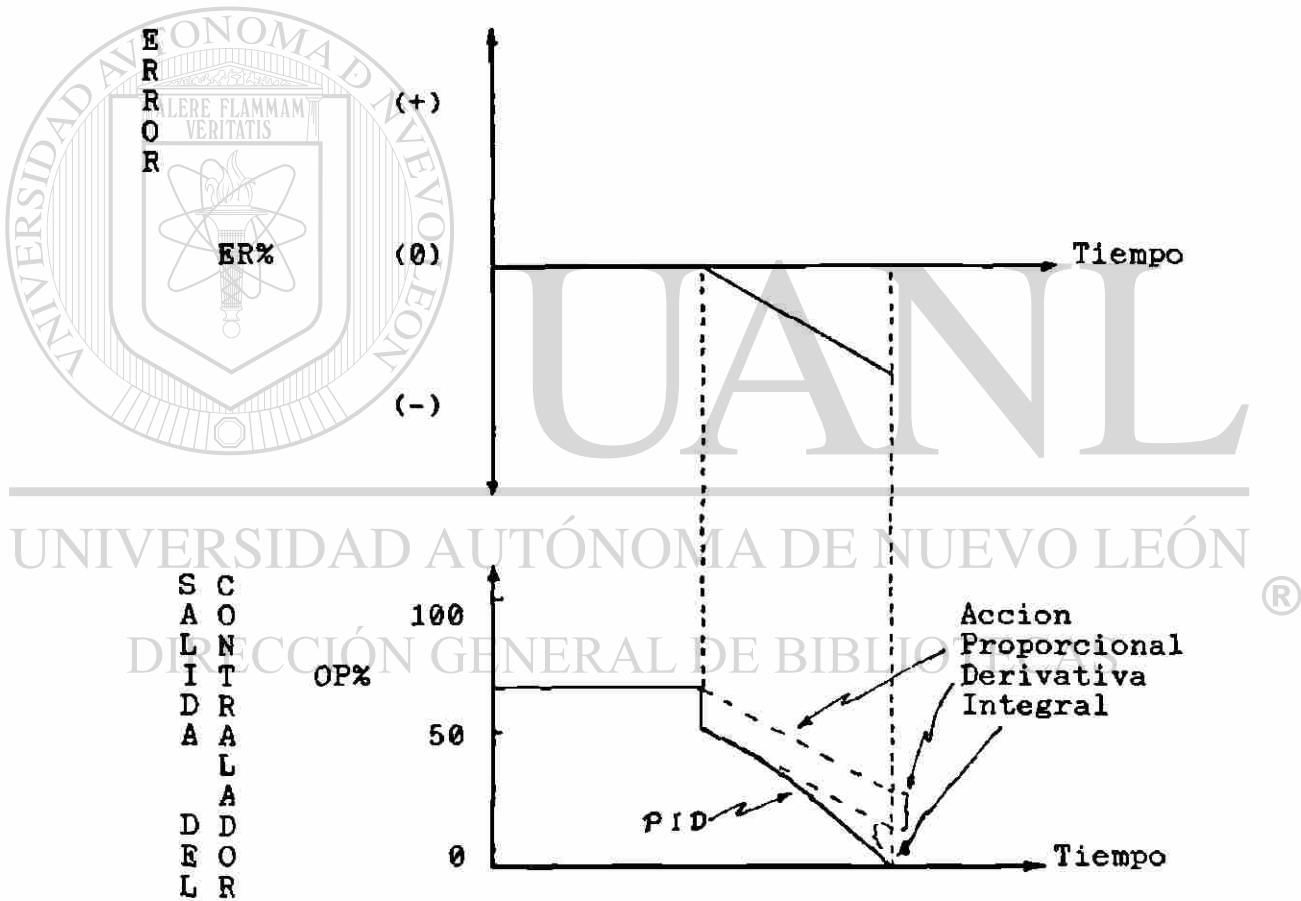 ERROR
(+)
ER%
(0)
Tiempo
(-)
SALIDA DEL
CONTRALADOR
100
OP%
50
0
Accion
Proporcional
Derivativa
Integral
PID
Tiempo
UNIVERSIDAD AUTONOMA DE NUEVO LEON
ALERE FLAMMAM
VERITATIS
UANL
UNIVERSIDAD AUTÓNOMA DE NUEVO LEÓN
®
DIRECCIÓN GENERAL DE BIBLIOTECAS